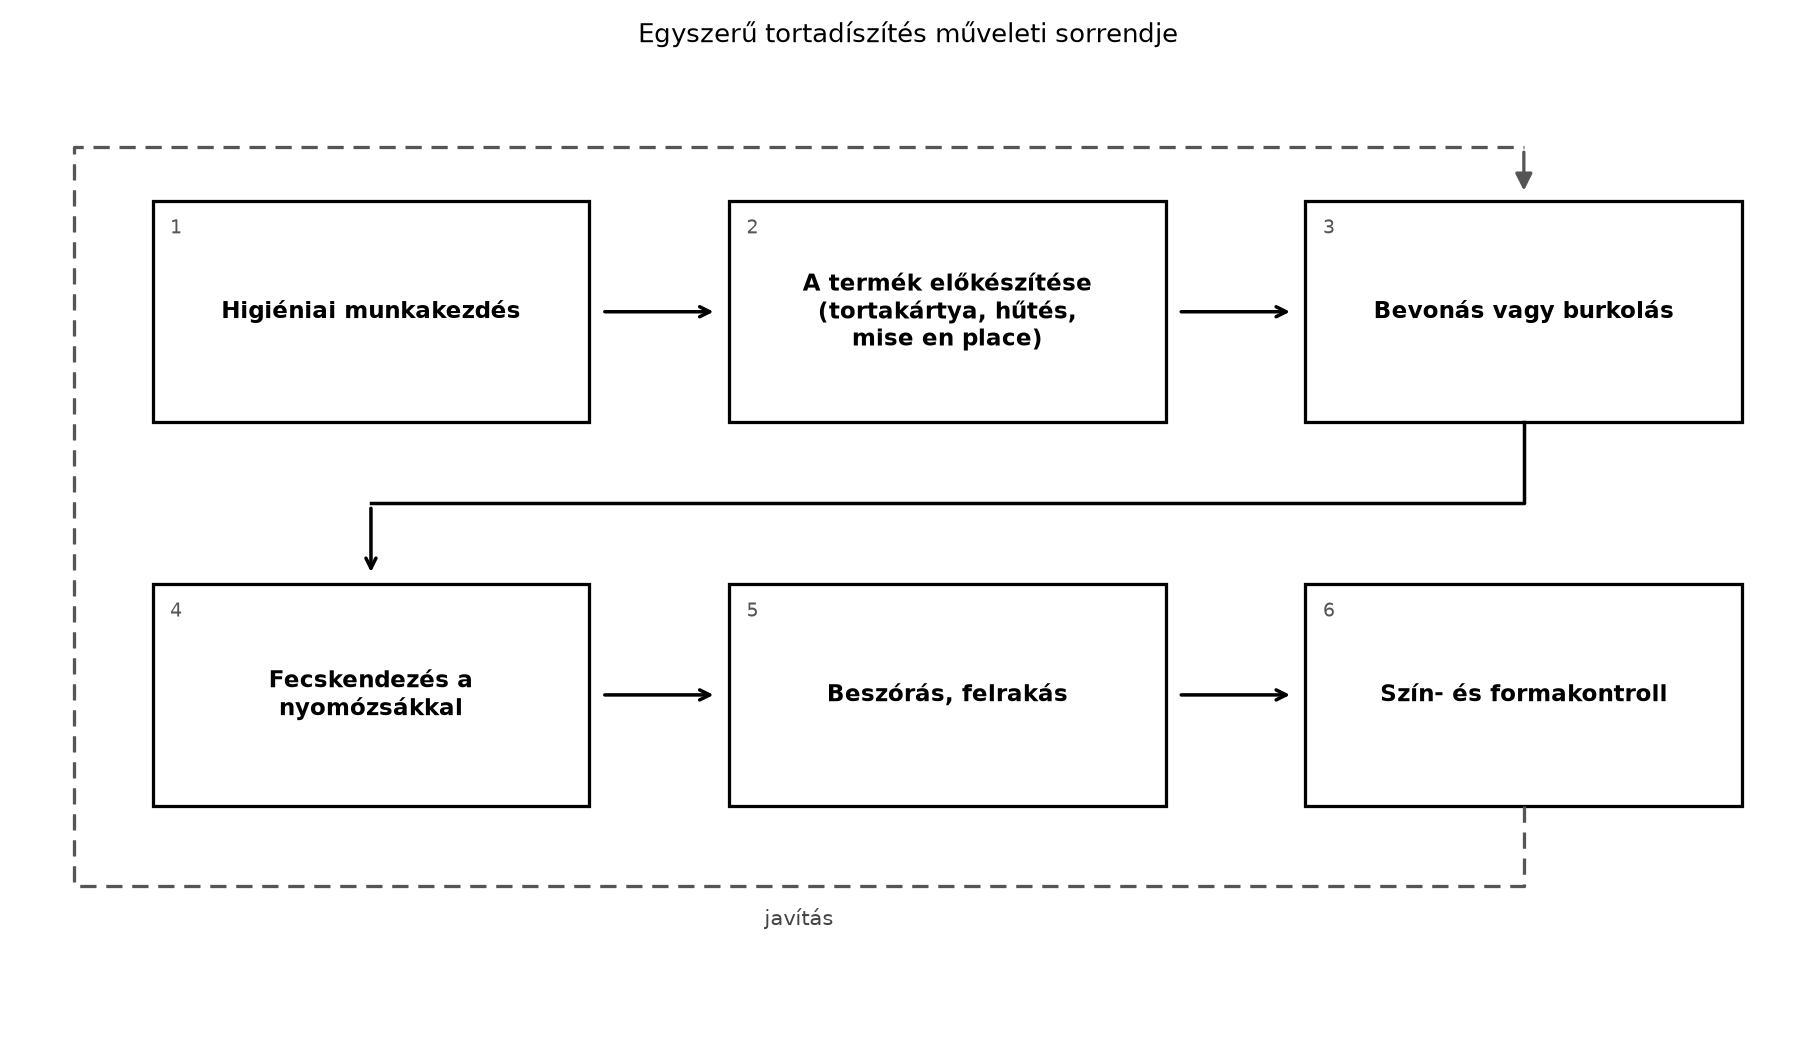 Egyszerű tortadíszítés műveleti sorrendje
1
Higiéniai munkakezdés
2
A termék előkészítése
(tortakártya, hűtés,
mise en place)
3
Bevonás vagy burkolás
4
Fecskendezés a
nyomózsákkal
5
Beszórás, felrakás
6
Szín- és formakontroll
javítás